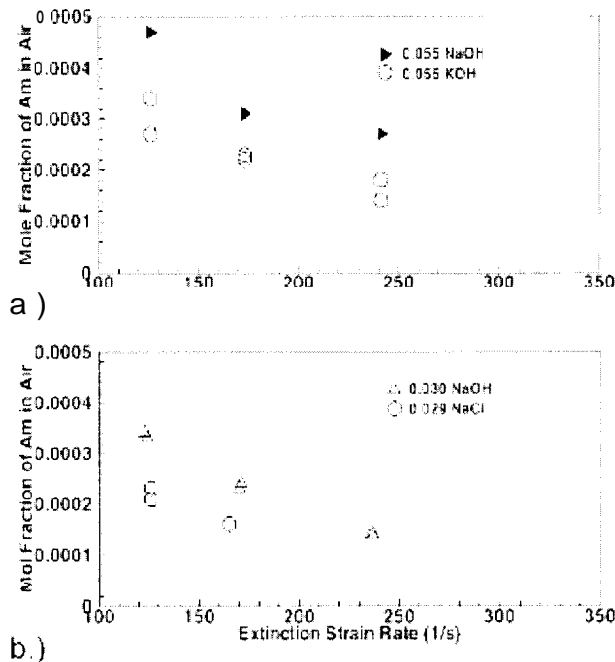 0.0005
0.0004
0.0003
0.0002
0.0001
0
Mole Fraction of Am in Air
0.055 NaOH
0.055 KOH
100 150 200 250 300 350
a )
0.0005
0.0004
0.0003
0.0002
0.0001
0
Mol Fraction of Am in Air
0.030 NaOH
0.029 NaCl
100 150 200 250 300 350
Extinction Strain Rate (1/s)
b.)